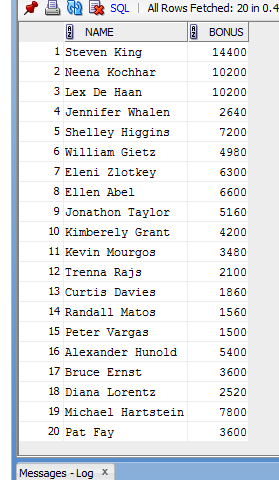 SQL | All Rows Fetched: 20 in 0.4
NAME BONUS
1 Steven King 14400
2 Neena Kochhar 10200
3 Lex De Haan 10200
4 Jennifer Whalen 2640
5 Shelley Higgins 7200
6 William Gietz 4980
7 Eleni Zlotkey 6300
8 Ellen Abel 6600
9 Jonathon Taylor 5160
10 Kimberely Grant 4200
11 Kevin Mourgos 3480
12 Trenna Rajs 2100
13 Curtis Davies 1860
14 Randall Matos 1560
15 Peter Vargas 1500
16 Alexander Hunold 5400
17 Bruce Ernst 3600
18 Diana Lorentz 2520
19 Michael Hartstein 7800
20 Pat Fay 3600
Messages - Log x